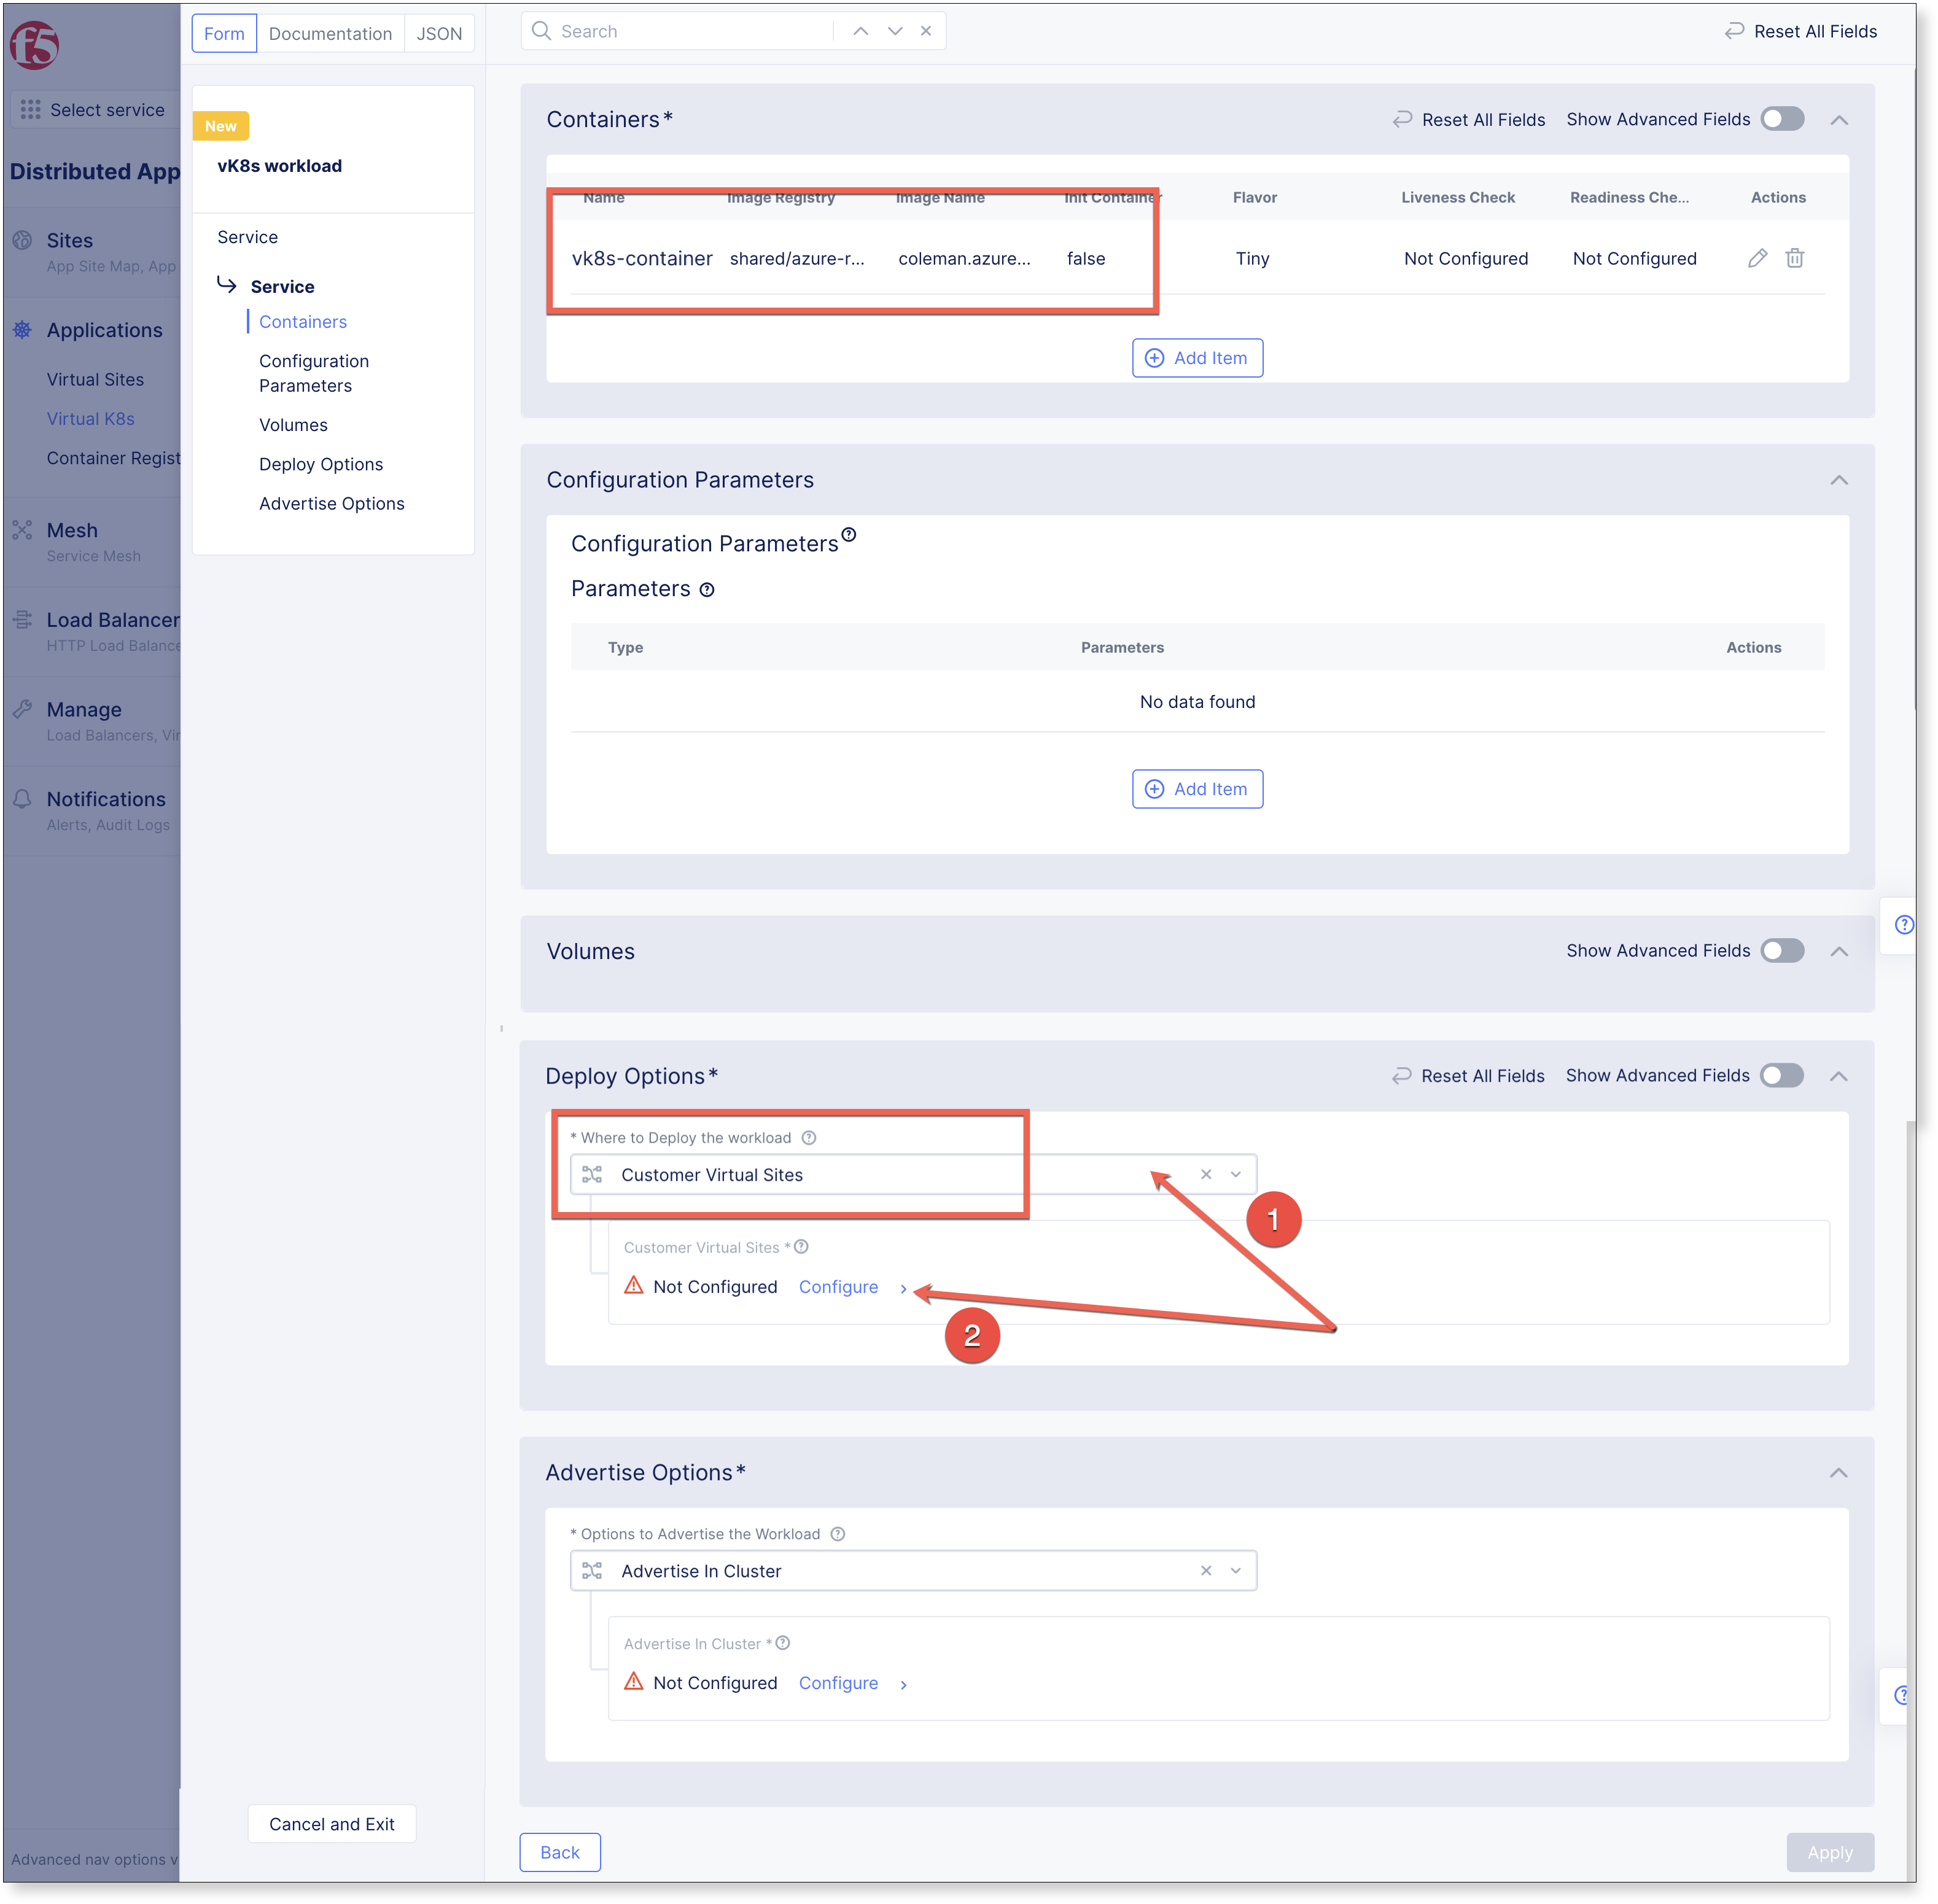 f5
Select service
Distributed App
Sites
App Site Map, App
Applications
Virtual Sites
Virtual K8s
Container Regist
Mesh
Service Mesh
Load Balancer
HTTP Load Balance
Manage
Load Balancers, Vir
Notifications
Alerts, Audit Logs
Advanced nav options v
Form Documentation JSON
New
vK8s workload
Service
Service
Containers
Configuration
Parameters
Volumes
Deploy Options
Advertise Options
Cancel and Exit
Search
Reset All Fields
Containers*
Reset All Fields Show Advanced Fields
Name Image Registry Image Name Init Container Flavor Liveness Check Readiness Che... Actions
vk8s-container shared/azure-r... coleman.azure... false Tiny Not Configured Not Configured
Add Item
Configuration Parameters
Configuration Parameters
Parameters
Type Parameters Actions
No data found
Add Item
Volumes
Show Advanced Fields
Deploy Options*
Reset All Fields Show Advanced Fields
* Where to Deploy the workload
Customer Virtual Sites
1
Customer Virtual Sites *
Not Configured Configure
2
Advertise Options*
* Options to Advertise the Workload
Advertise In Cluster
Advertise In Cluster *
Not Configured Configure
Back
Apply